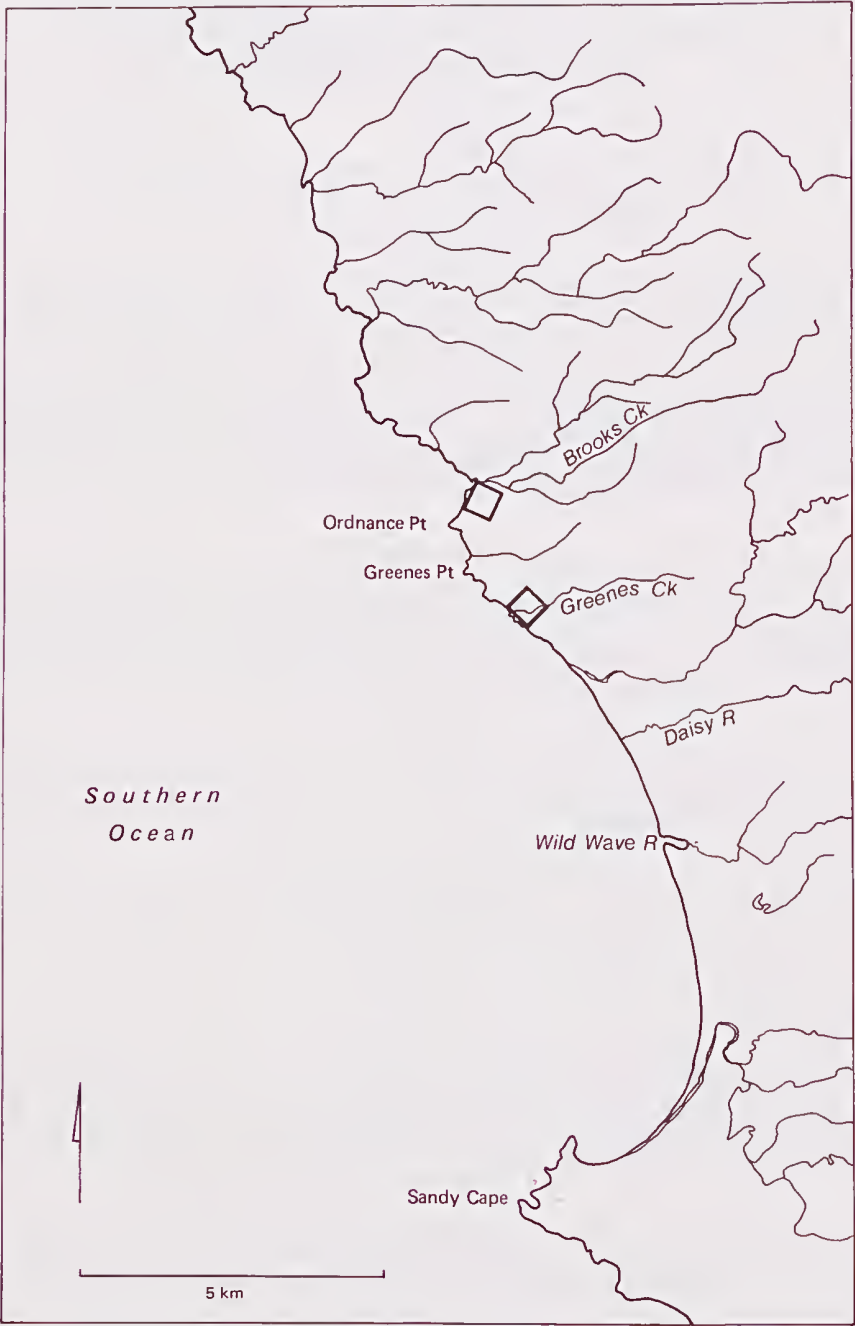 Brooks Ck
Ordnance Pt
Greenes Pt
Greenes Ck
Daisy R
Southern
Ocean
Wild Wave R
Sandy Cape
5 km